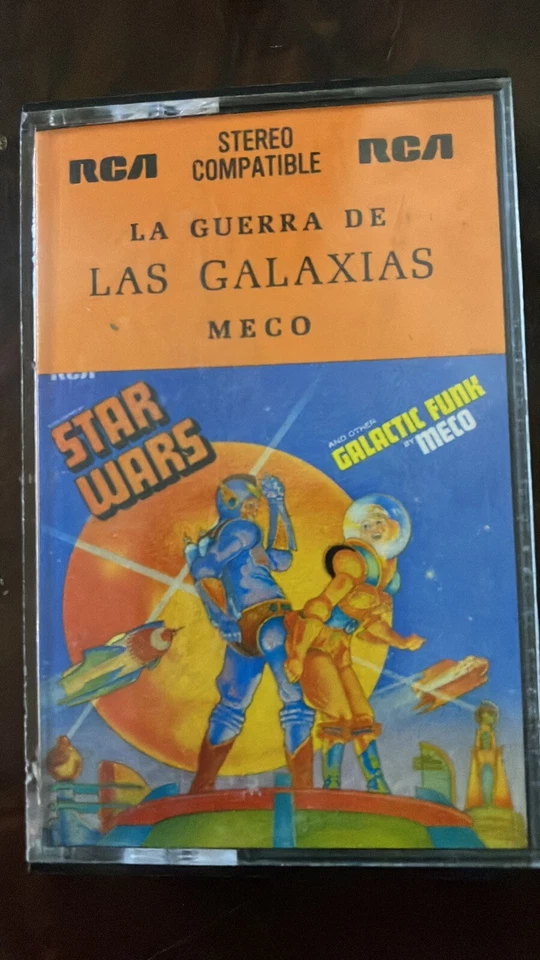 RCA
STEREO
COMPATIBLE
RCA
LA GUERRA DE
LAS GALAXIAS
MECO
RCA
STAR
WARS
AND OTHER
GALACTIC FUNK
BY MECO